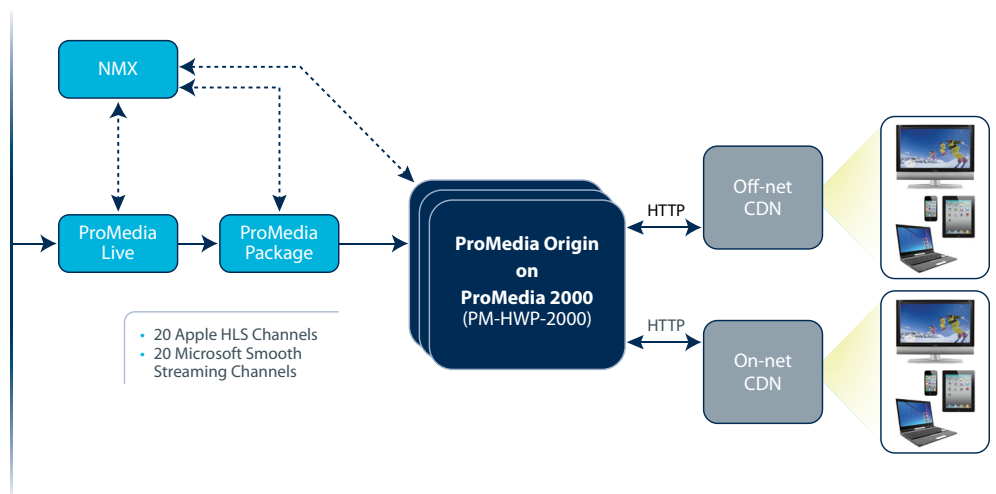 NMX
ProMedia
Live
ProMedia
Package
• 20 Apple HLS Channels
• 20 Microsoft Smooth
Streaming Channels
ProMedia Origin
on
ProMedia 2000
(PM-HWP-2000)
HTTP
HTTP
Off-net
CDN
On-net
CDN